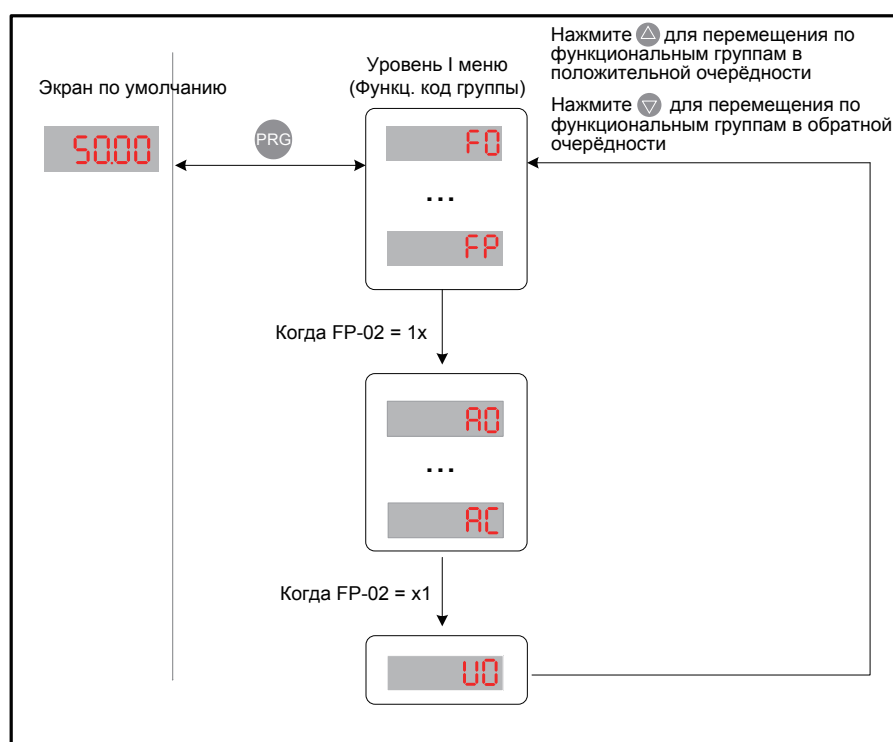 Экран по умолчанию
50.00
PRG
Уровень I меню
(Функц. код группы)
F0
...
FP
Нажмите для перемещения по
функциональным группам в
положительной очерёдности
Нажмите для перемещения по
функциональным группам в обратной
очерёдности
Когда FP-02 = 1x
A0
...
AC
Когда FP-02 = x1
U0